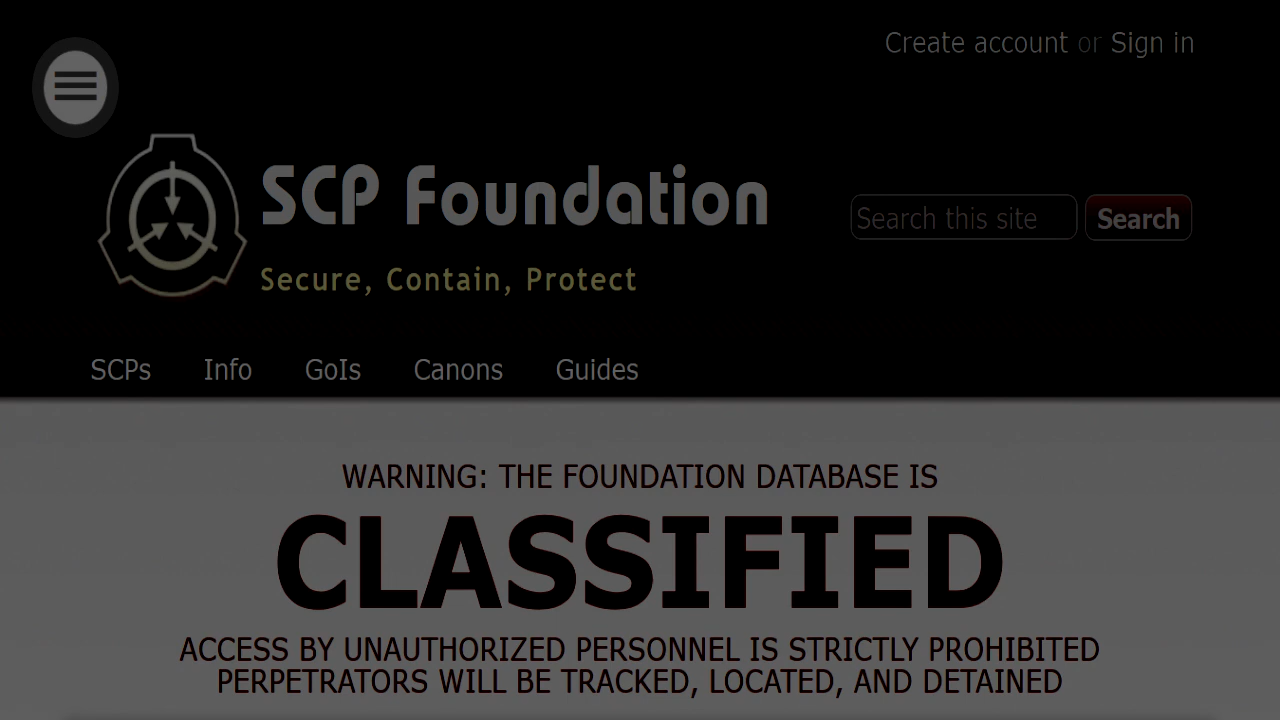 Create account or Sign in
SCP Foundation
Search this site
Search
Secure, Contain, Protect
SCPs Info GoIs Canons Guides
WARNING: THE FOUNDATION DATABASE IS
CLASSIFIED
ACCESS BY UNAUTHORIZED PERSONNEL IS STRICTLY PROHIBITED
PERPETRATORS WILL BE TRACKED, LOCATED, AND DETAINED